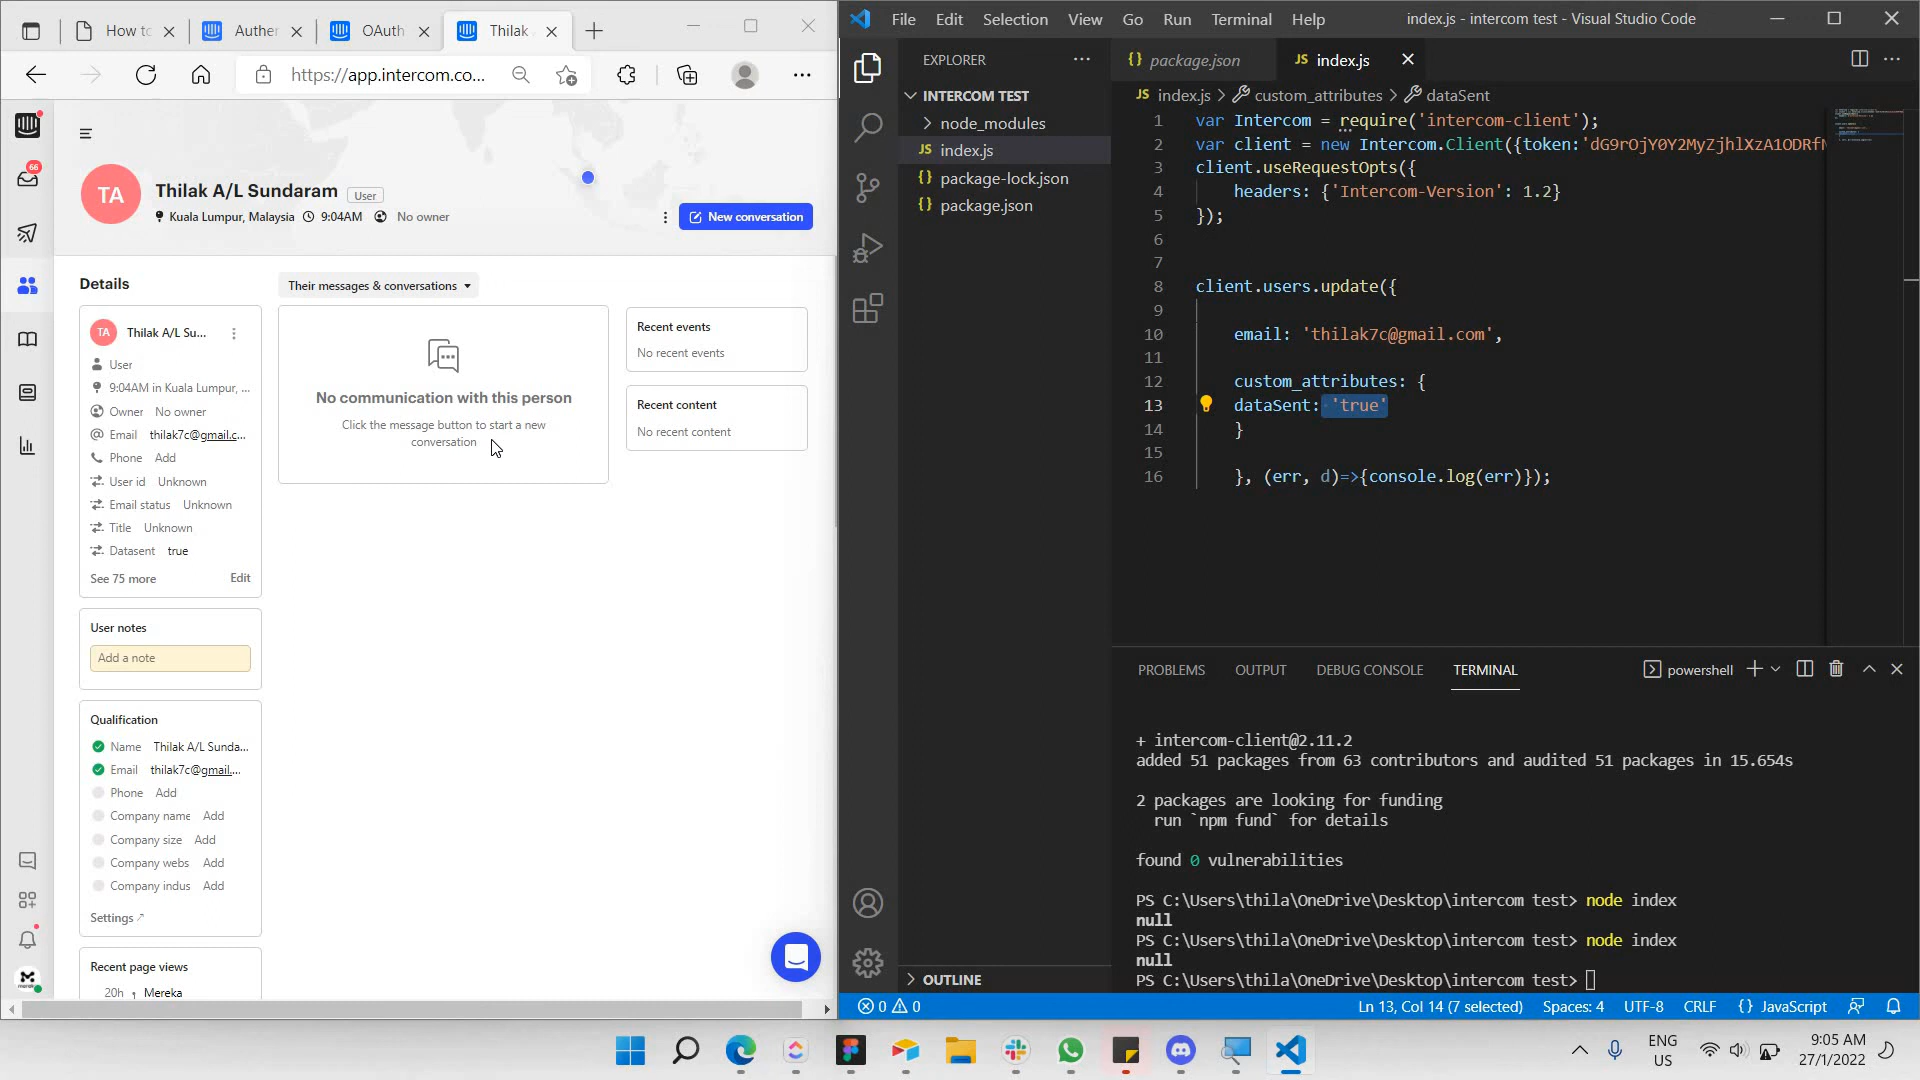 How to
Auther
OAuth
Thilak
https://app.intercom.co...
66
TA
Thilak A/L Sundaram
User
Kuala Lumpur, Malaysia
9:04AM
No owner
New conversation
Details
Their messages & conversations
TA
Thilak A/L Su...
User
9:04AM in Kuala Lumpur, ...
Owner No owner
Email thilak7c@gmail.c...
Phone Add
User id Unknown
Email status Unknown
Title Unknown
Datasent true
See 75 more
Edit
No communication with this person
Click the message button to start a new
conversation
Recent events
No recent events
Recent content
No recent content
User notes
Add a note
Qualification
Name Thilak A/L Sunda...
Email thilak7c@gmail....
Phone Add
Company name Add
Company size Add
Company webs Add
Company indus Add
Settings
Recent page views
20h Mereka
File Edit Selection View Go Run Terminal Help
index.js - intercom test - Visual Studio Code
EXPLORER
INTERCOM TEST
node_modules
JS index.js
{} package-lock.json
{} package.json
OUTLINE
{} package.json
JS index.js
JS index.js > custom_attributes > dataSent
1 var Intercom = require('intercom-client');
2 var client = new Intercom.Client({token:'dG9rOjY0Y2MyZjhlXzA1ODRf
3 client.useRequestOpts({
4 headers: {'Intercom-Version': 1.2}
5 });
6
7
8 client.users.update({
9
10 email: 'thilak7c@gmail.com',
11
12 custom_attributes: {
13 dataSent: 'true'
14 }
15
16 }, (err, d)=>{console.log(err)});
PROBLEMS OUTPUT DEBUG CONSOLE TERMINAL
powershell
+ intercom-client@2.11.2
added 51 packages from 63 contributors and audited 51 packages in 15.654s
2 packages are looking for funding
run `npm fund` for details
found 0 vulnerabilities
PS C:\Users\thila\OneDrive\Desktop\intercom test> node index
null
PS C:\Users\thila\OneDrive\Desktop\intercom test> node index
null
PS C:\Users\thila\OneDrive\Desktop\intercom test>
0 0
Ln 13, Col 14 (7 selected) Spaces: 4 UTF-8 CRLF {} JavaScript
ENG
US
9:05 AM
27/1/2022